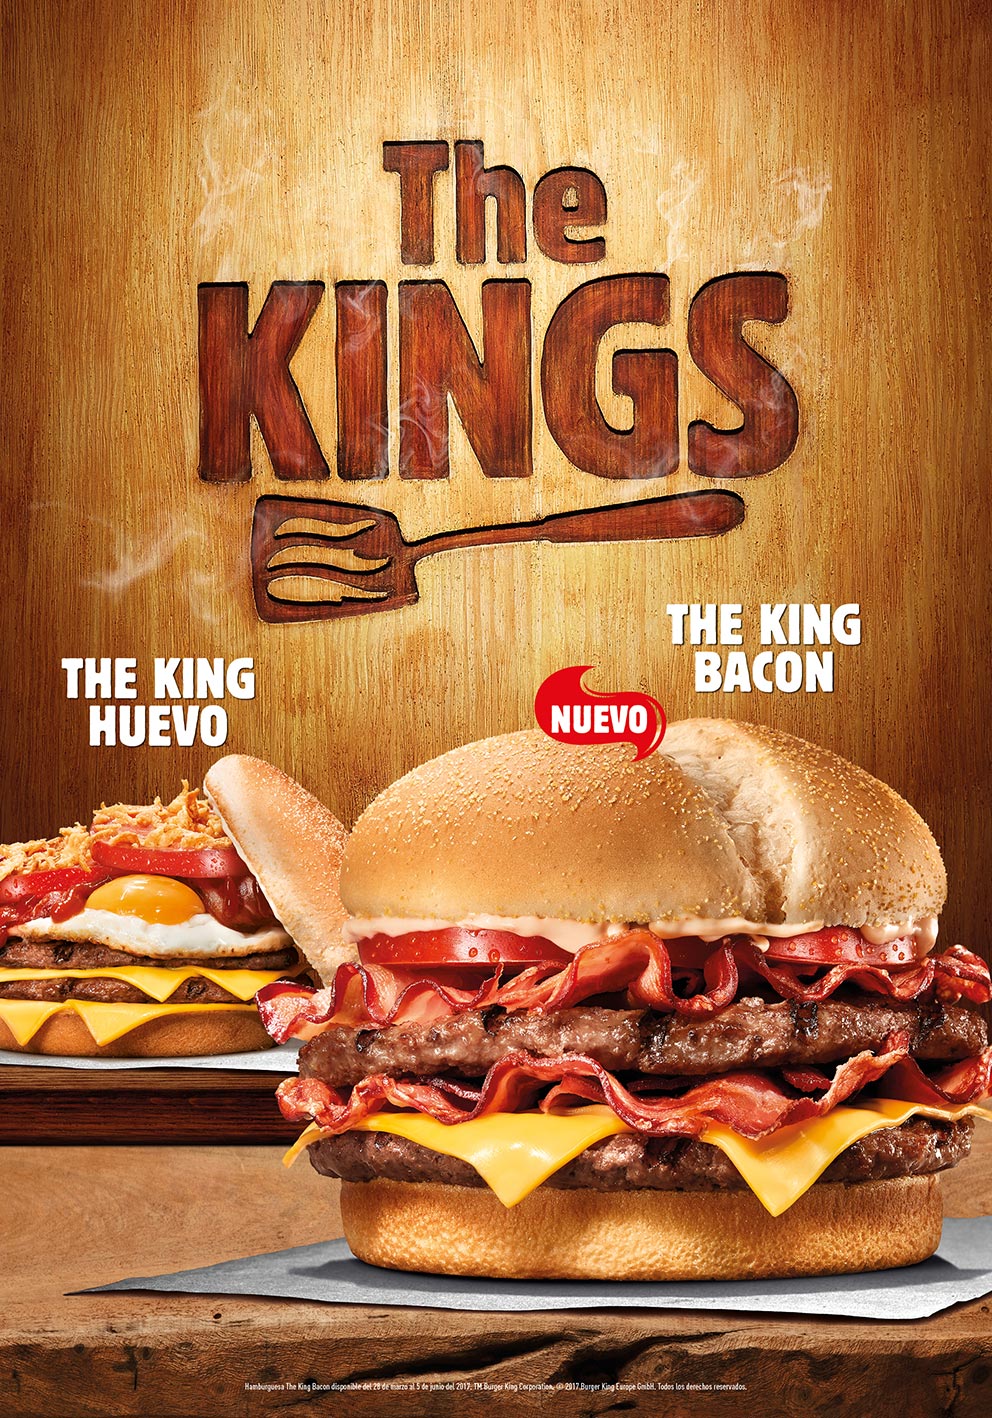 The
KINGS
THE KING
BACON
THE KING
HUEVO
NUEVO
Hamburguesa The King Bacon disponible del 28 de marzo al 5 de junio del 2017. TM Burger King Corporation. © 2017 Burger King Europe GmbH. Todos los derechos reservados.